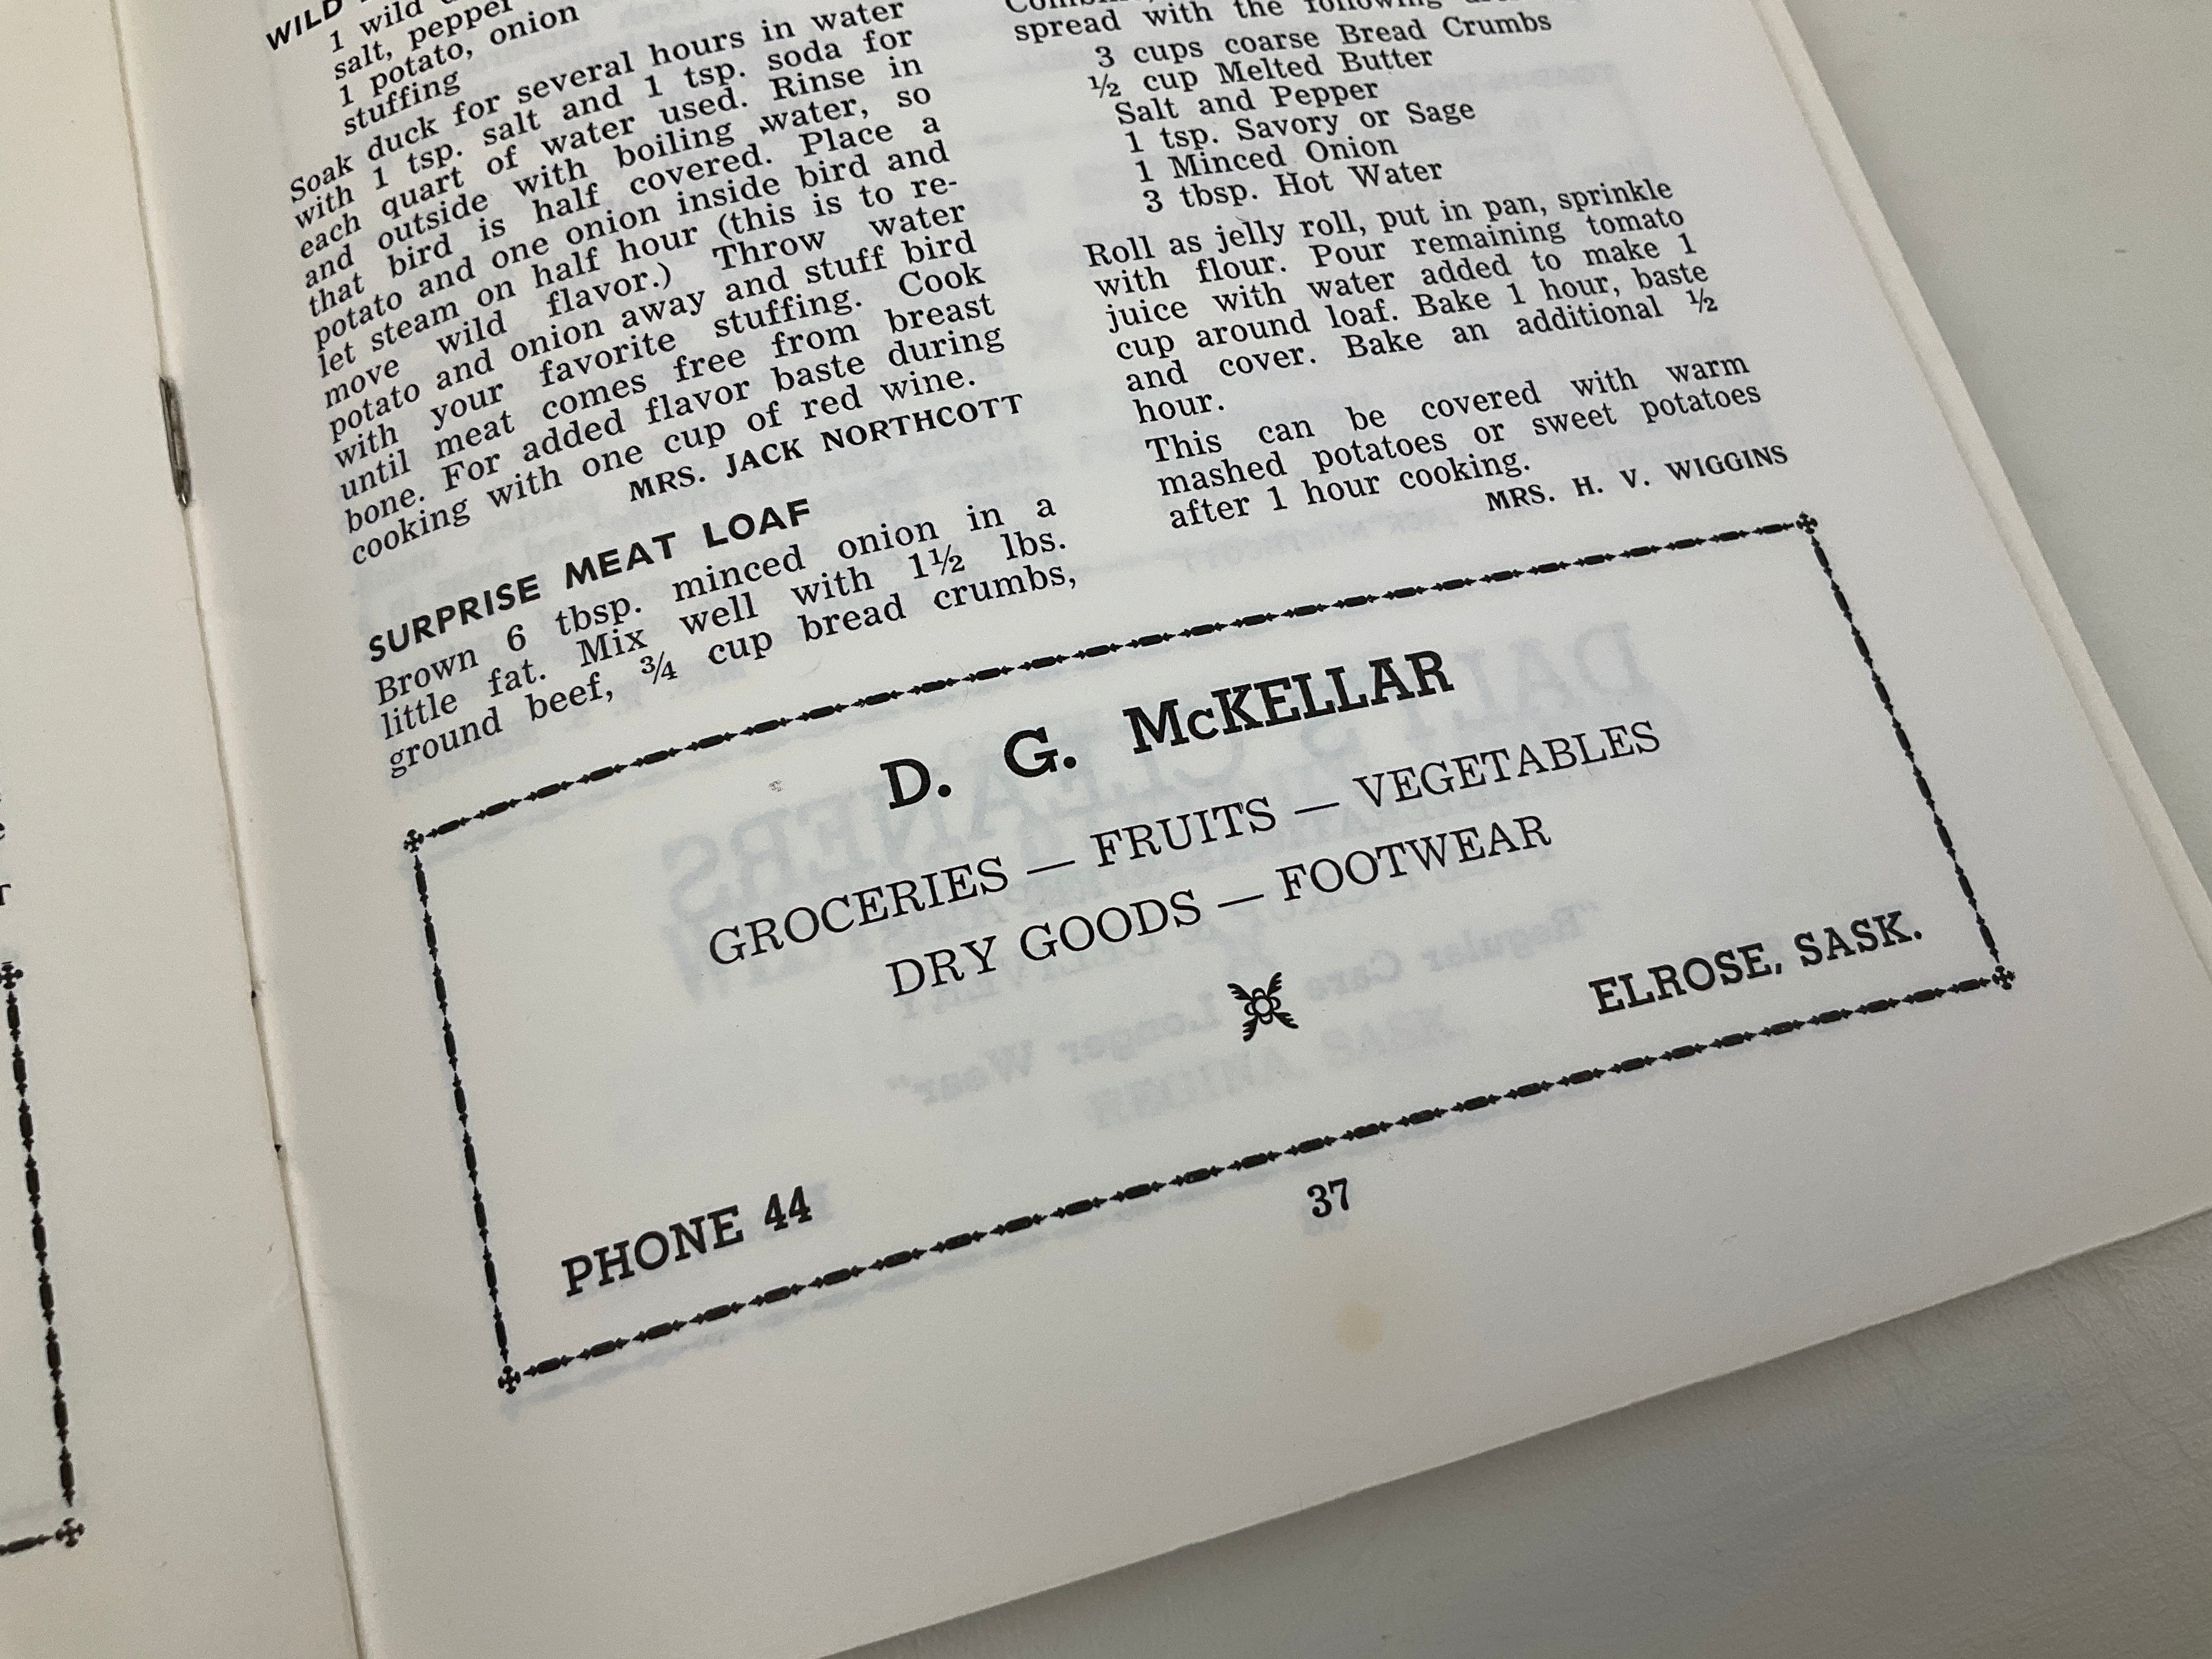 WILD
1 wild
salt, pepper
1 potato, onion
stuffing
Soak duck for several hours in water
with 1 tsp. salt and 1 tsp. soda for
each quart of water used. Rinse in
and outside with boiling water, so
that bird is half covered. Place a
potato and one onion inside bird and
let steam on half hour (this is to re-
move wild flavor.) Throw water
potato and onion away and stuff bird
with your favorite stuffing. Cook
until meat comes free from breast
bone. For added flavor baste during
cooking with one cup of red wine.
MRS. JACK NORTHCOTT
SURPRISE MEAT LOAF
Brown 6 tbsp. minced onion in a
little fat. Mix well with 1½ lbs.
ground beef, ¾ cup bread crumbs,
spread with the following
3 cups coarse Bread Crumbs
½ cup Melted Butter
Salt and Pepper
1 tsp. Savory or Sage
1 Minced Onion
3 tbsp. Hot Water
Roll as jelly roll, put in pan, sprinkle
with flour. Pour remaining tomato
juice with water added to make 1
cup around loaf. Bake 1 hour, baste
and cover. Bake an additional ½
hour.
This can be covered with warm
mashed potatoes or sweet potatoes
after 1 hour cooking.
MRS. H. V. WIGGINS
D. G. McKELLAR
GROCERIES — FRUITS — VEGETABLES
DRY GOODS — FOOTWEAR
PHONE 44
ELROSE, SASK.
37